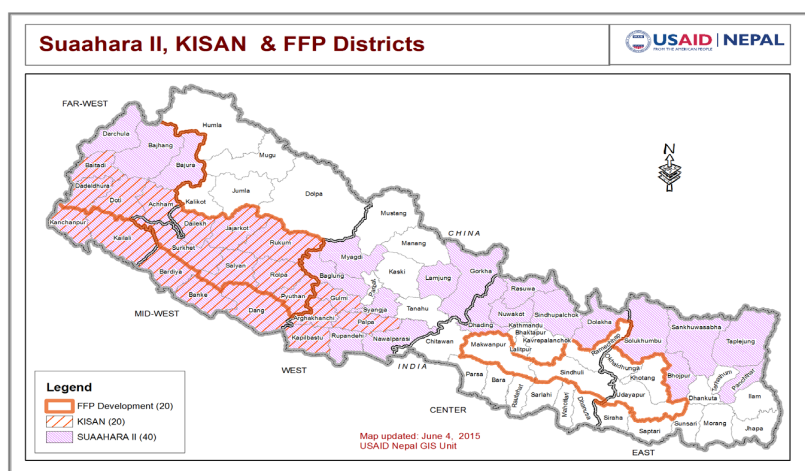 Suaahara II, KISAN & FFP Districts
USAID | NEPAL
FROM THE AMERICAN PEOPLE
FAR-WEST
Humla
Darchula
Bajhang
Mugu
Baitadi
Bajura
Dadeldhura
Jumla
Dolpa
Doti
Achham
Kalikot
Mustang
Kanchanpur
Dailekh
Jajarkot
CHINA
Kailali
Rukum
Manang
Surkhet
Myagdi
Gorkha
Bardiya
Salyan
Rolpa
Baglung
Kaski
Lamjung
Rasuwa
Parbat
Banke
Pyuthan
Gulmi
Syangja
Tanahu
Nuwakot
Sindhupalchok
Sankhuwasabha
MID-WEST
Dang
Arghakhanchi
Palpa
Dhading
Kathmandu
Dolakha
Solukhumbu
Taplejung
Bhaktapur
Kapilbastu
Rupandehi
Nawalparasi
Chitawan
Makwanpur
Lalitpur
Kavrepalanchok
Ramechhap
WEST
INDIA
Okhaldhunga
Khotang
Bhojpur
Terhathum
Panchthar
Parsa
Bara
Sindhuli
Udayapur
Dhankuta
Ilam
Rautahat
Sarlahi
Mahottari
Dhanusa
CENTER
Siraha
Saptari
Sunsari
Morang
Jhapa
EAST
N
Legend
FFP Development (20)
KISAN (20)
SUAAHARA II (40)
Map updated: June 4, 2015
USAID Nepal GIS Unit